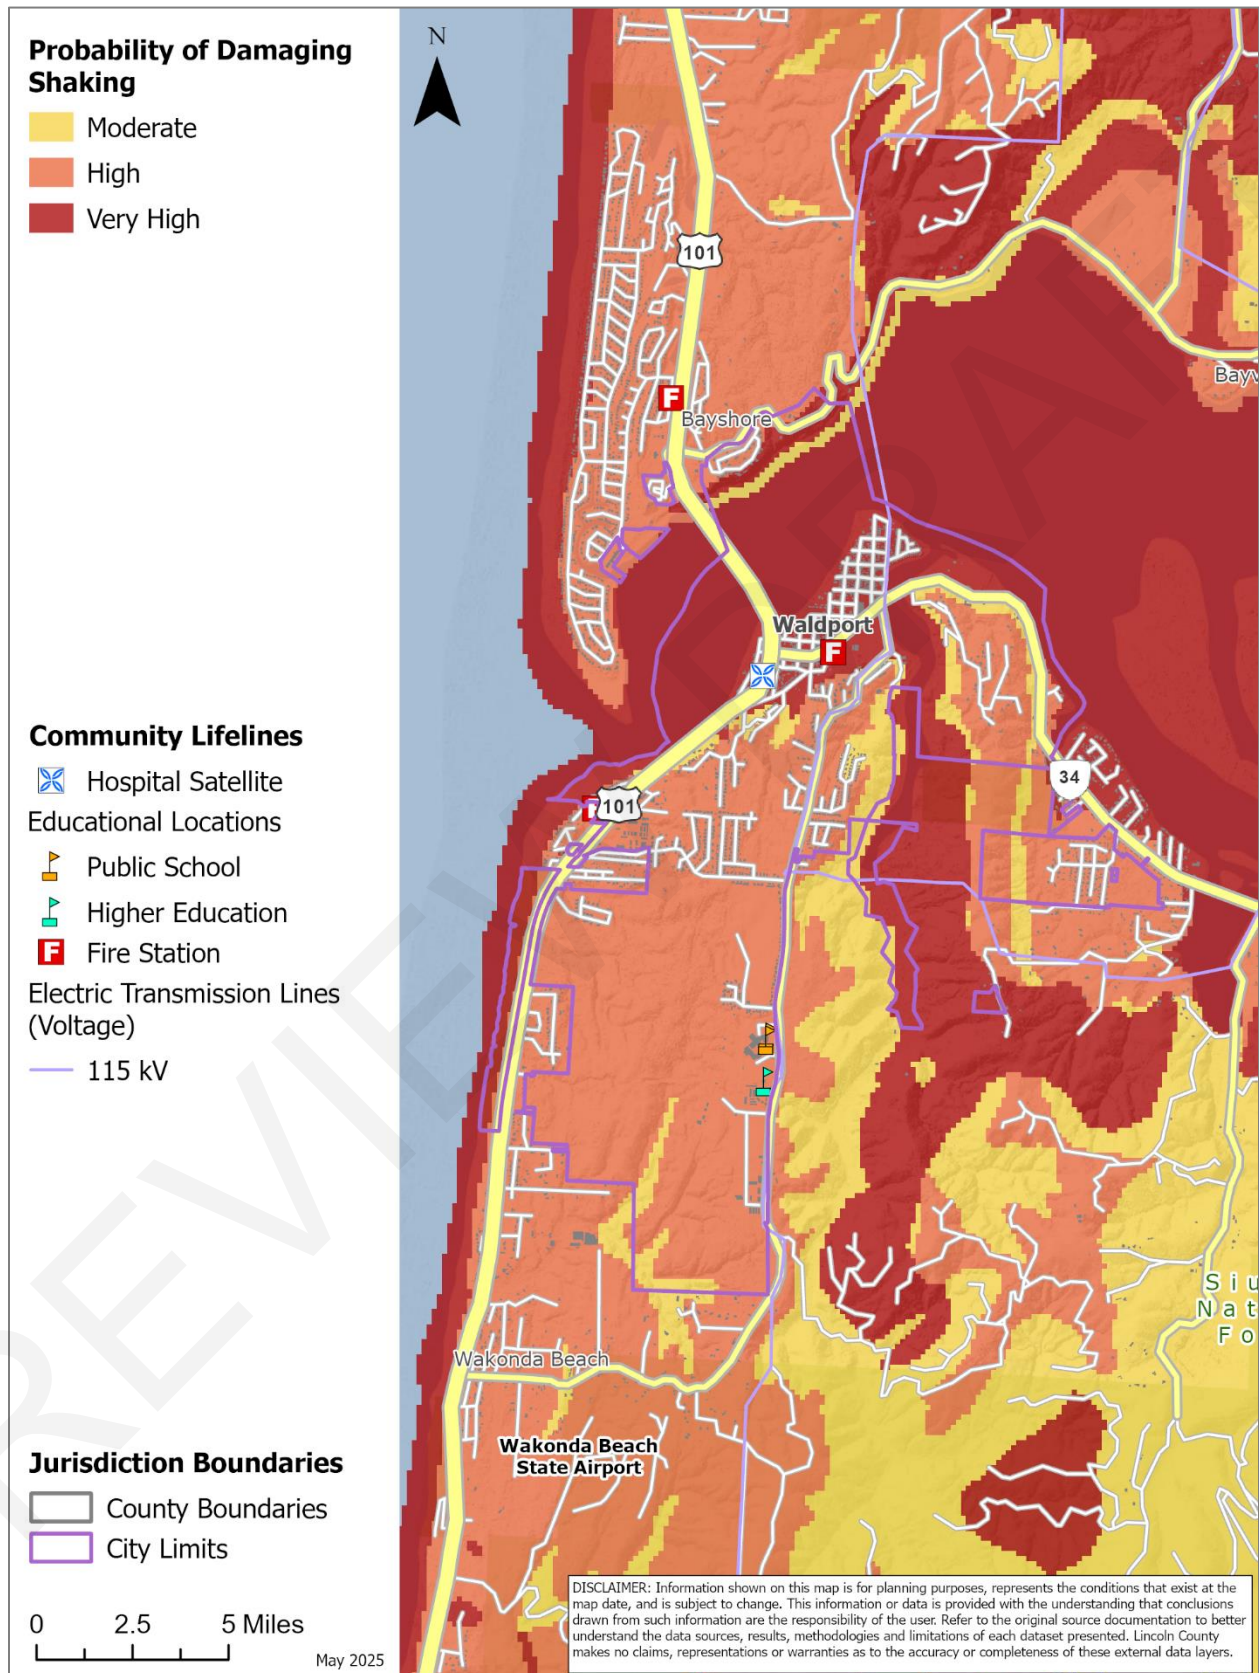 Probability of Damaging
Shaking
Moderate
High
Very High
Community Lifelines
Hospital Satellite
Educational Locations
Public School
Higher Education
F Fire Station
Electric Transmission Lines
(Voltage)
115 kV
Jurisdiction Boundaries
County Boundaries
City Limits
0 2.5 5 Miles
May 2025
N
101
F
Bayshore
Bayv
Waldport
F
34
101
Wakonda Beach
Wakonda Beach
State Airport
Siu
Nat
Fo
DISCLAIMER: Information shown on this map is for planning purposes, represents the conditions that exist at the
map date, and is subject to change. This information or data is provided with the understanding that conclusions
drawn from such information are the responsibility of the user. Refer to the original source documentation to better
understand the data sources, results, methodologies and limitations of each dataset presented. Lincoln County
makes no claims, representations or warranties as to the accuracy or completeness of these external data layers.